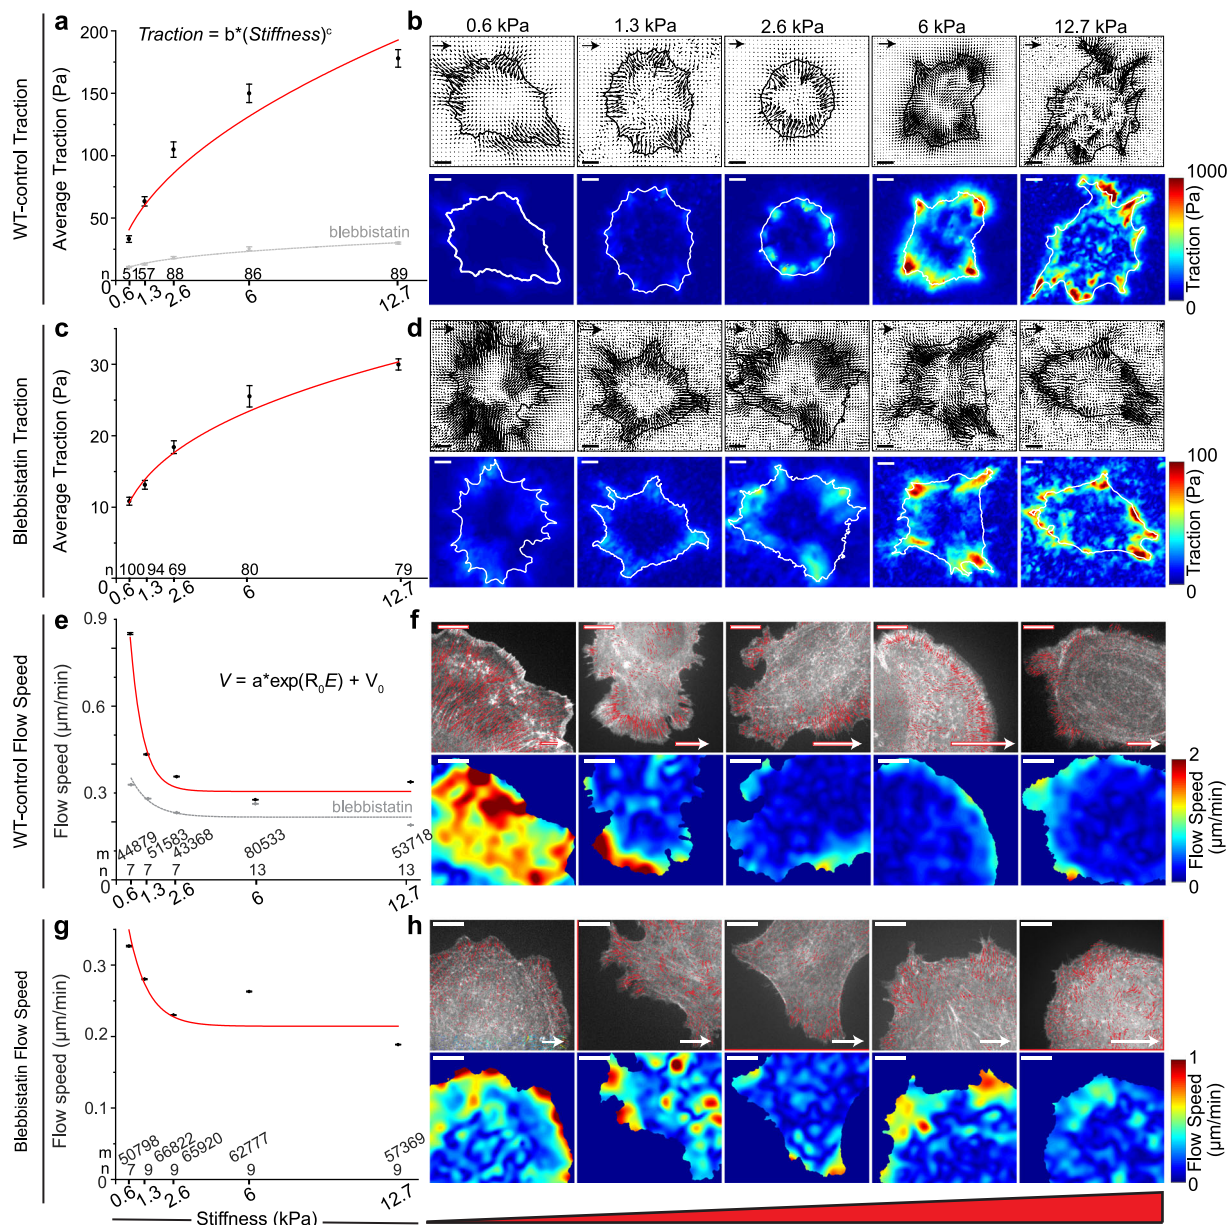 a
Traction = b*(Stiffness)ᶜ
WT-control Traction
Average Traction (Pa)
200
150
100
50
0
blebbistatin
n 51 57 88 86 89
0.6 1.3 2.6 6 12.7
b
0.6 kPa 1.3 kPa 2.6 kPa 6 kPa 12.7 kPa
1000
Traction (Pa)
0
c
Blebbistatin Traction
Average Traction (Pa)
30
20
10
0
n 100 94 69 80 79
0.6 1.3 2.6 6 12.7
d
100
Traction (Pa)
0
e
WT-control Flow Speed
Flow speed (µm/min)
0.9
0.6
0.3
0
V = a*exp(R₀E) + V₀
blebbistatin
m 44879 51583 43368 80533 53718
n 7 7 7 13 13
0.6 1.3 2.6 6 12.7
f
2
Flow Speed
(µm/min)
0
g
Blebbistatin Flow Speed
Flow speed (µm/min)
0.3
0.2
0.1
0
m 50798 66822 65920 62777 57369
n 7 9 9 9 9
0.6 1.3 2.6 6 12.7
Stiffness (kPa)
h
1
Flow Speed
(µm/min)
0